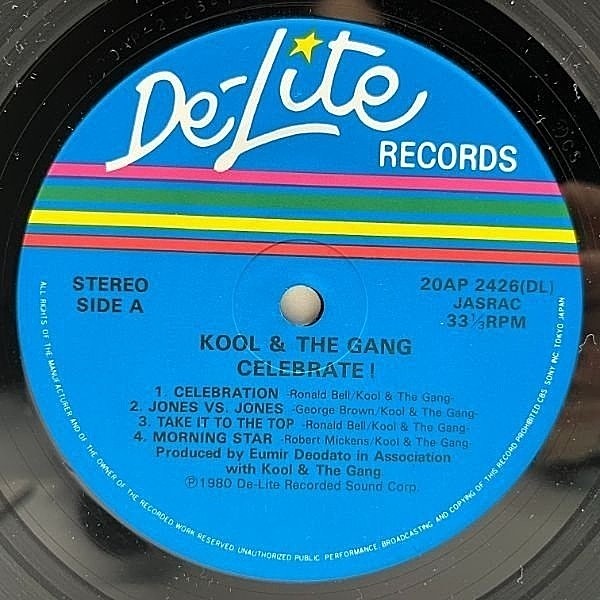 De-Lite
RECORDS
STEREO
SIDE A
20AP 2426(DL)
JASRAC
33⅓RPM
KOOL & THE GANG
CELEBRATE!
1. CELEBRATION -Ronald Bell/Kool & The Gang-
2. JONES VS. JONES -George Brown/Kool & The Gang-
3. TAKE IT TO THE TOP -Ronald Bell/Kool & The Gang-
4. MORNING STAR -Robert Mickens/Kool & The Gang
Produced by Eumir Deodato in Association
with Kool & The Gang
Ⓟ1980 De-Lite Recorded Sound Corp.
ALL RIGHTS OF THE MANUFACTURER AND OF THE OWNER OF THE RECORDED WORK RESERVED. UNAUTHORIZED PUBLIC PERFORMANCE, BROADCASTING AND COPYING OF THIS RECORD PROHIBITED CBS SONY INC. TOKYO JAPAN